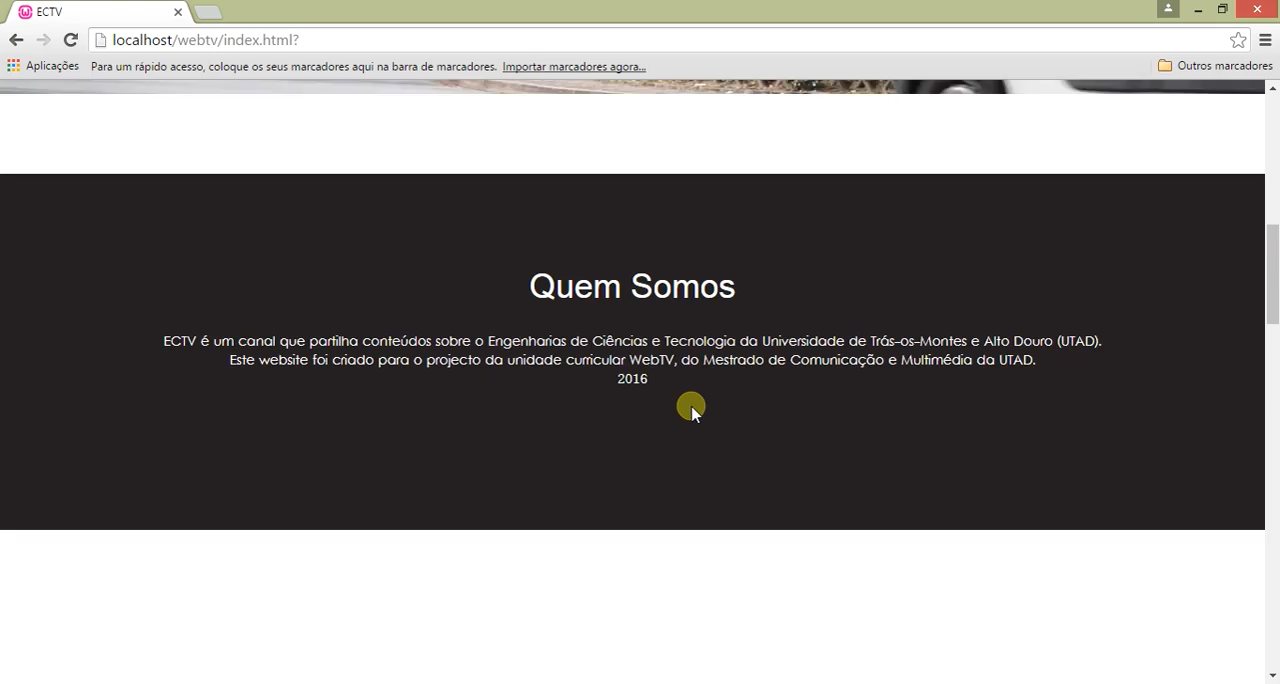 ECTV
localhost/webtv/index.html?
Aplicações Para um rápido acesso, coloque os seus marcadores aqui na barra de marcadores. Importar marcadores agora... Outros marcadores
Quem Somos
ECTV é um canal que partilha conteúdos sobre o Engenharias de Ciências e Tecnologia da Universidade de Trás-os-Montes e Alto Douro (UTAD).
Este website foi criado para o projecto da unidade curricular WebTV, do Mestrado de Comunicação e Multimédia da UTAD.
2016